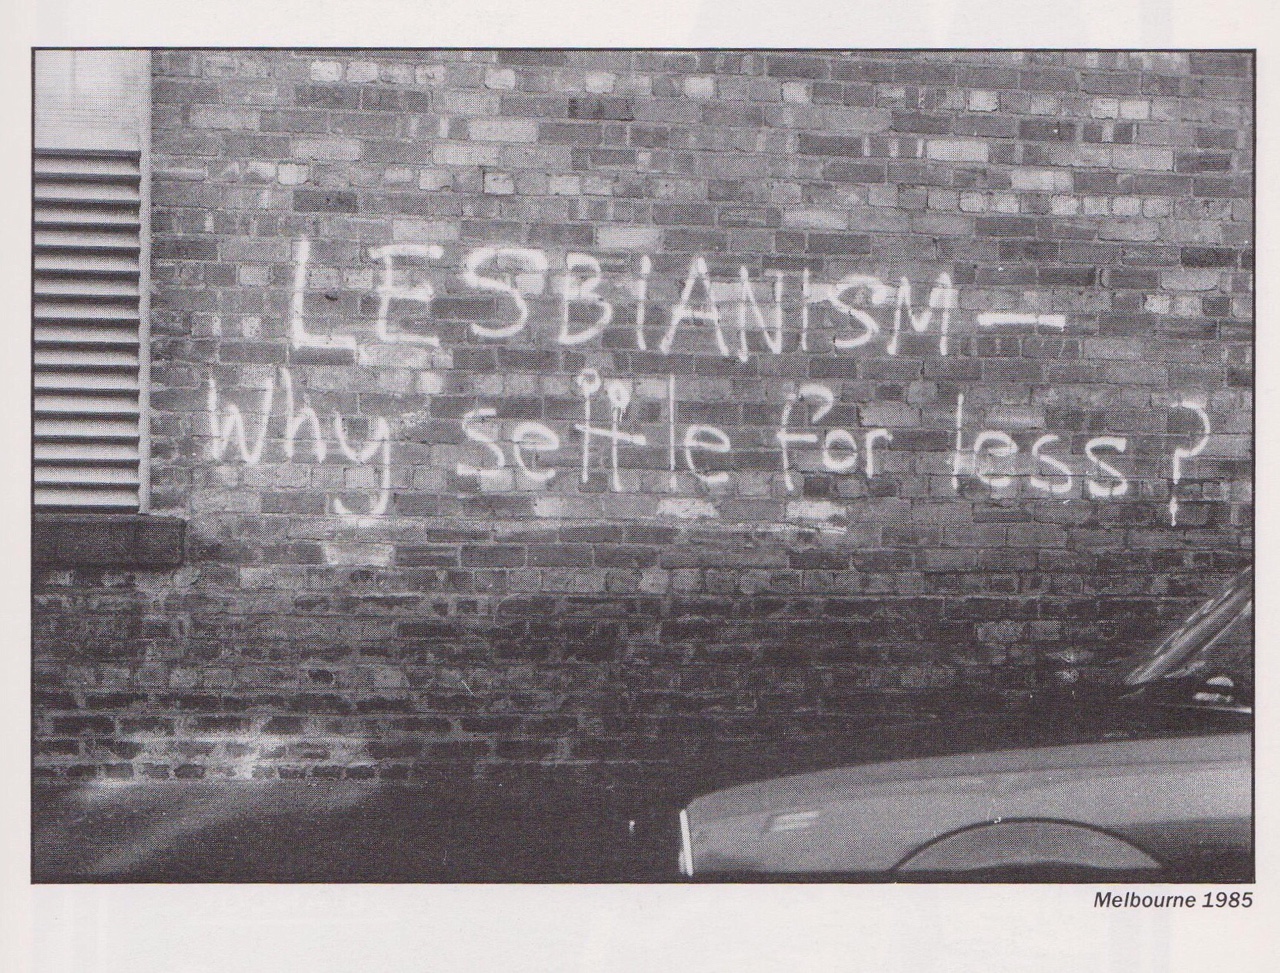 LESBIANISM—
Why settle for less?
Melbourne 1985